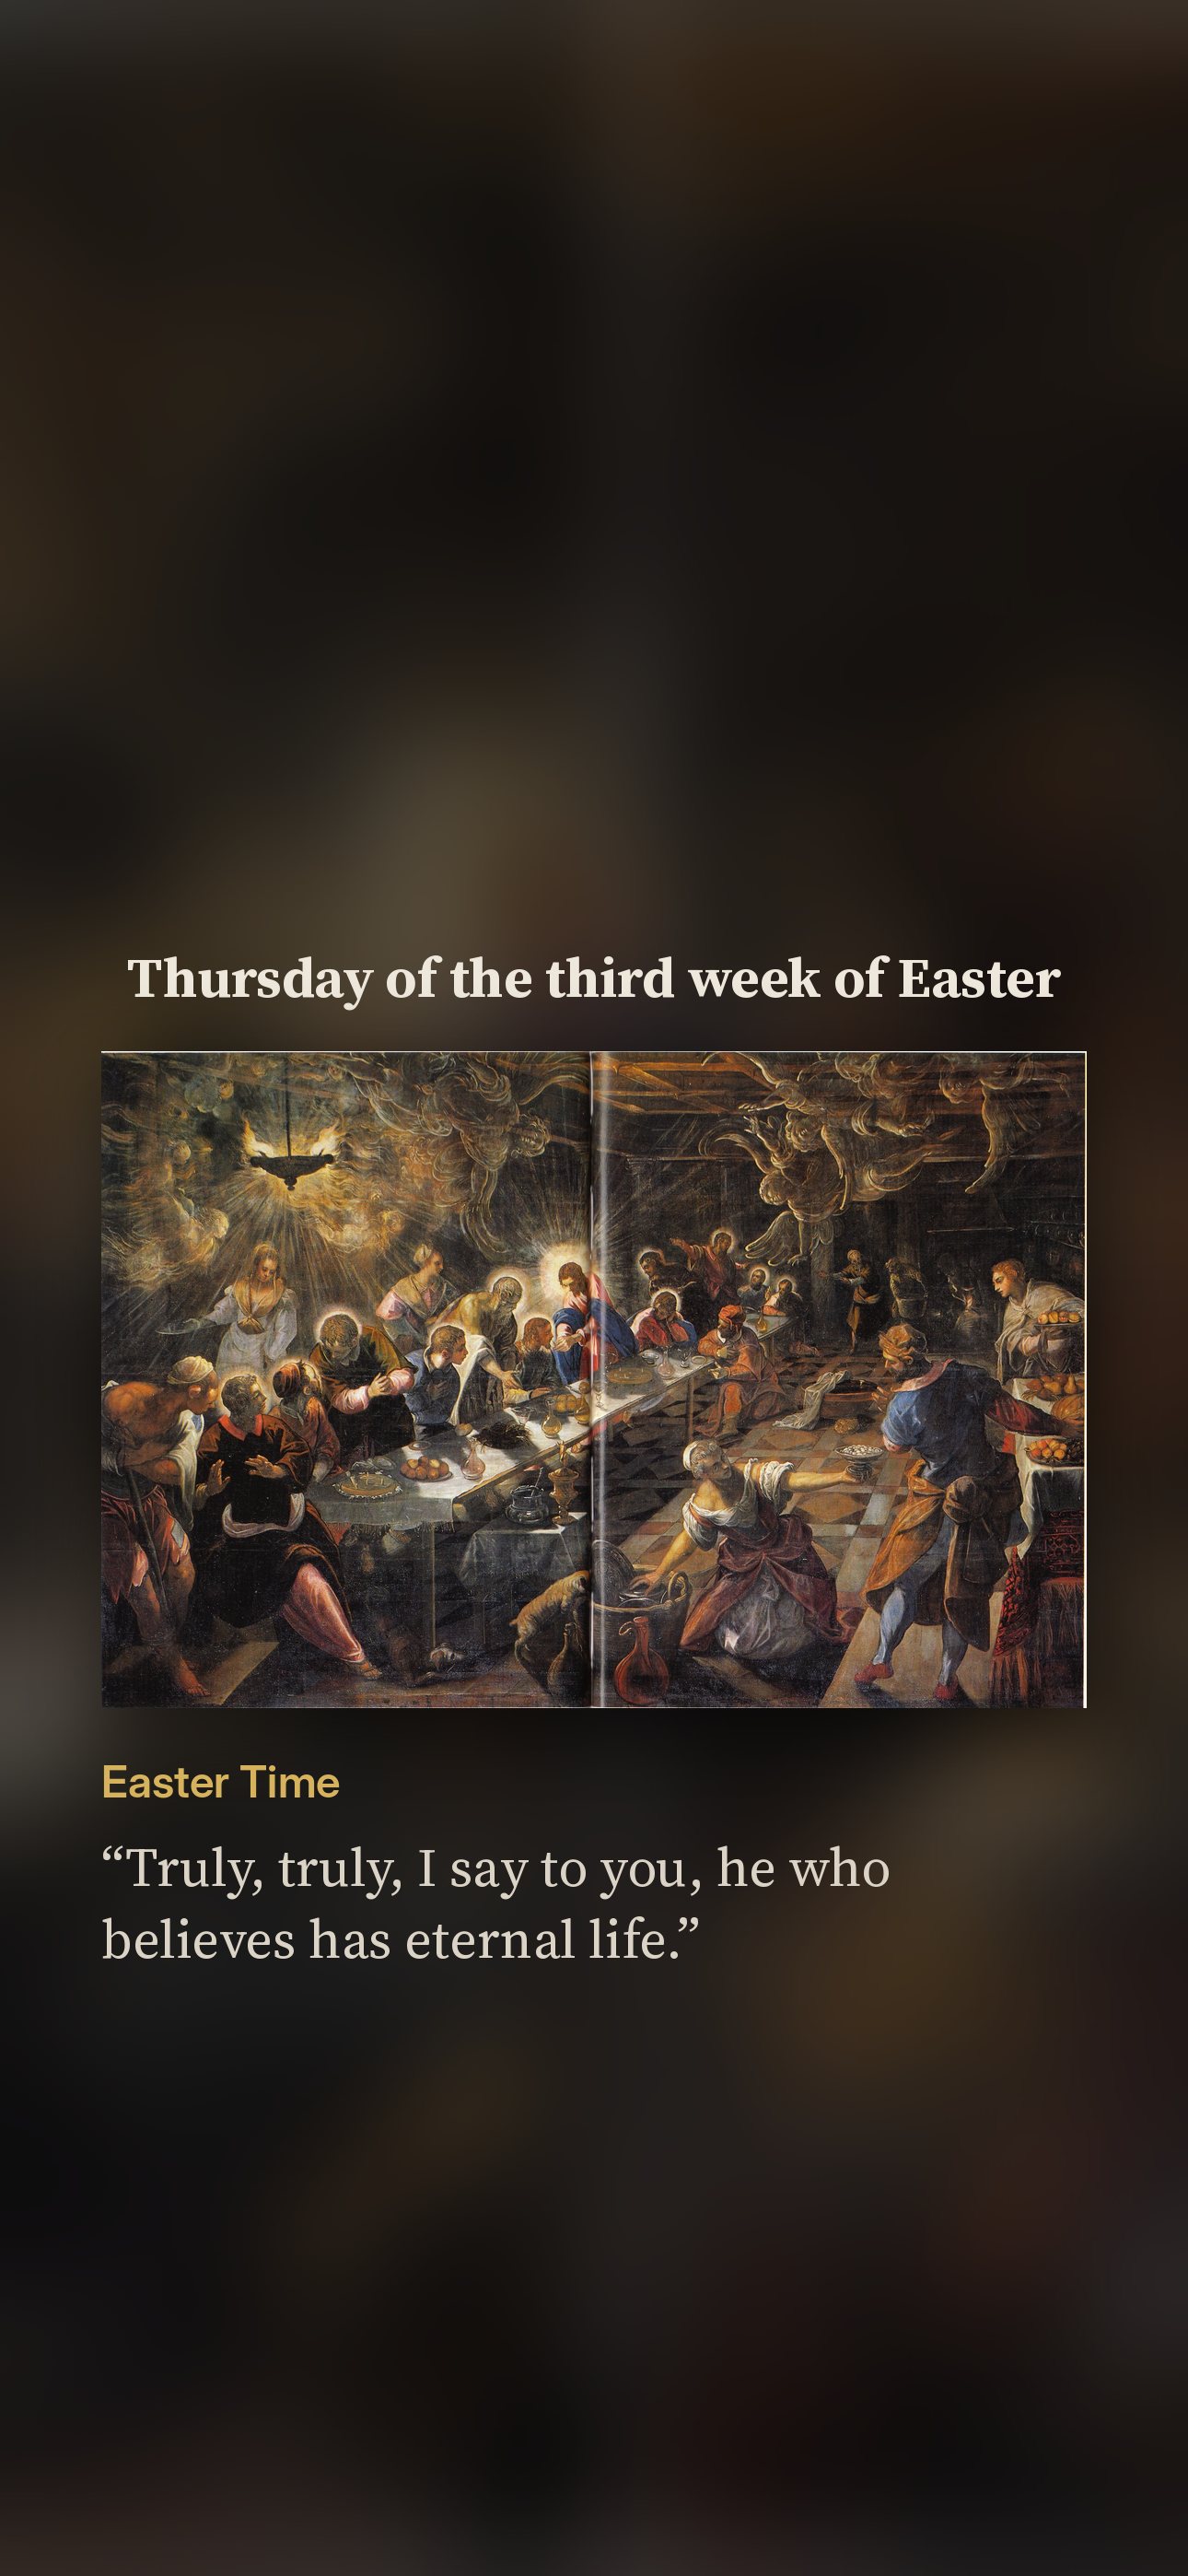 Thursday of the third week of Easter
Easter Time
“Truly, truly, I say to you, he who
believes has eternal life.”